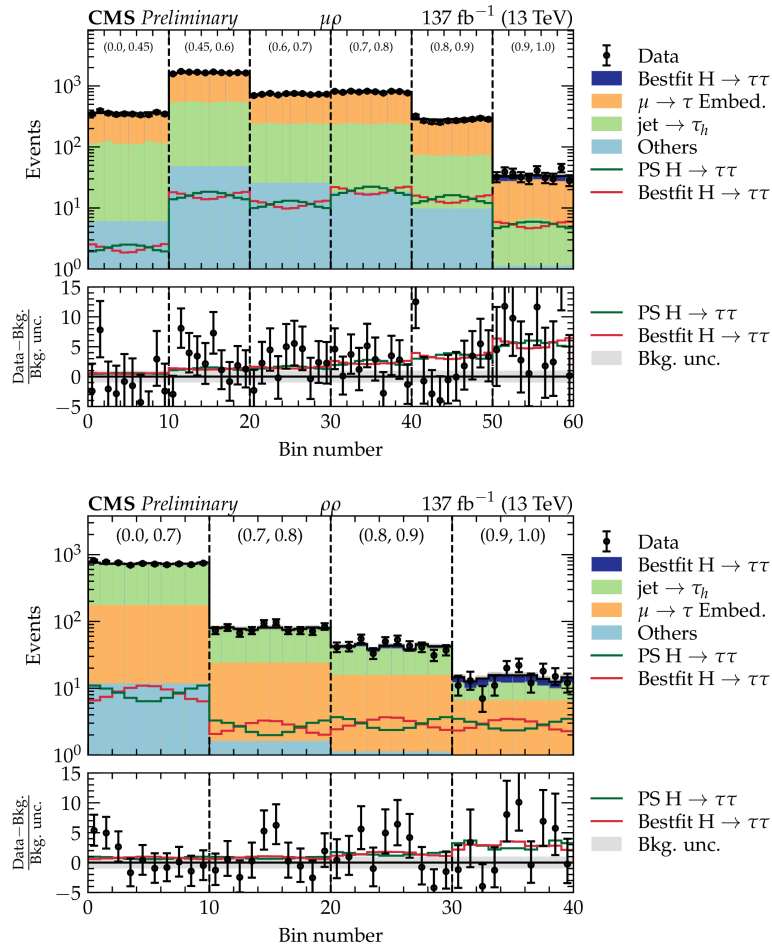 CMS Preliminary μρ 137 fb⁻¹ (13 TeV)
(0.0, 0.45) (0.45, 0.6) (0.6, 0.7) (0.7, 0.8) (0.8, 0.9) (0.9, 1.0)
Events
10³
10²
10¹
10⁰
Data
Bestfit H → ττ
μ → τ Embed.
jet → τₕ
Others
PS H → ττ
Bestfit H → ττ
Data−Bkg.
Bkg. unc.
15
10
5
0
−5
PS H → ττ
Bestfit H → ττ
Bkg. unc.
0 10 20 30 40 50 60
Bin number
CMS Preliminary ρρ 137 fb⁻¹ (13 TeV)
(0.0, 0.7) (0.7, 0.8) (0.8, 0.9) (0.9, 1.0)
Events
10³
10²
10¹
10⁰
Data
Bestfit H → ττ
jet → τₕ
μ → τ Embed.
Others
PS H → ττ
Bestfit H → ττ
Data−Bkg.
Bkg. unc.
15
10
5
0
−5
PS H → ττ
Bestfit H → ττ
Bkg. unc.
0 10 20 30 40
Bin number